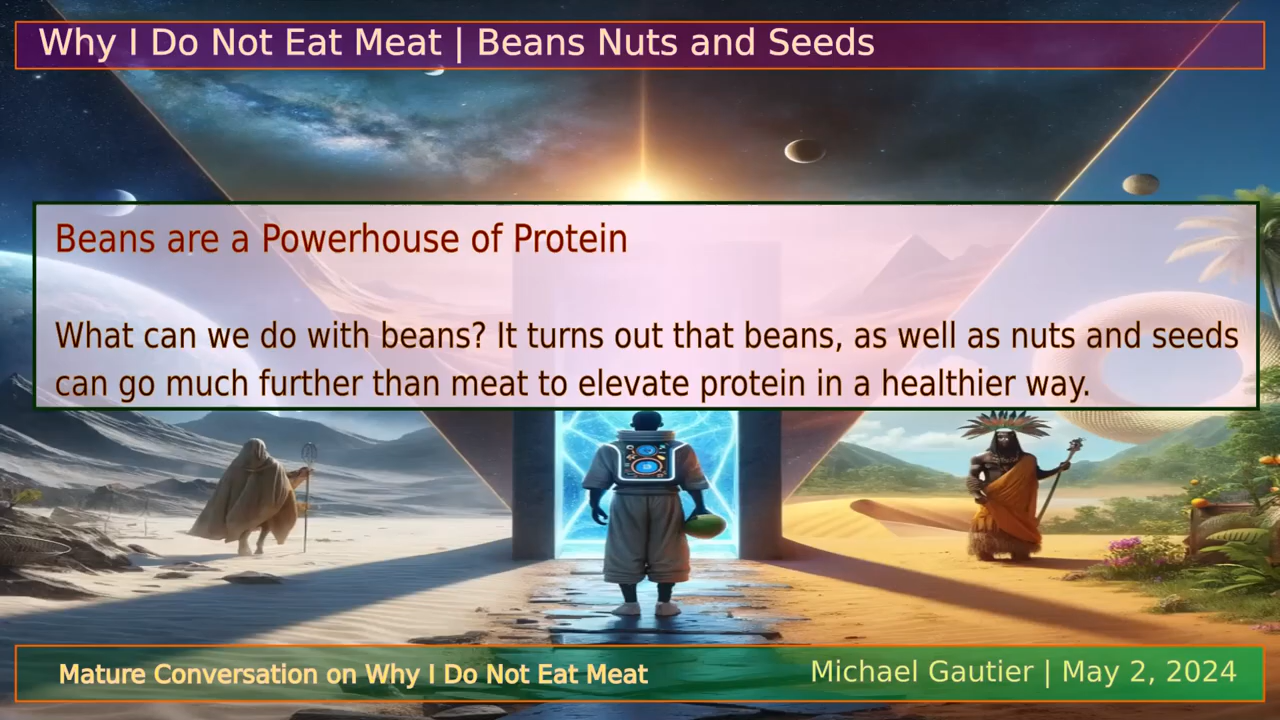 Why I Do Not Eat Meat | Beans Nuts and Seeds
Beans are a Powerhouse of Protein
What can we do with beans? It turns out that beans, as well as nuts and seeds
can go much further than meat to elevate protein in a healthier way.
Mature Conversation on Why I Do Not Eat Meat
Michael Gautier | May 2, 2024